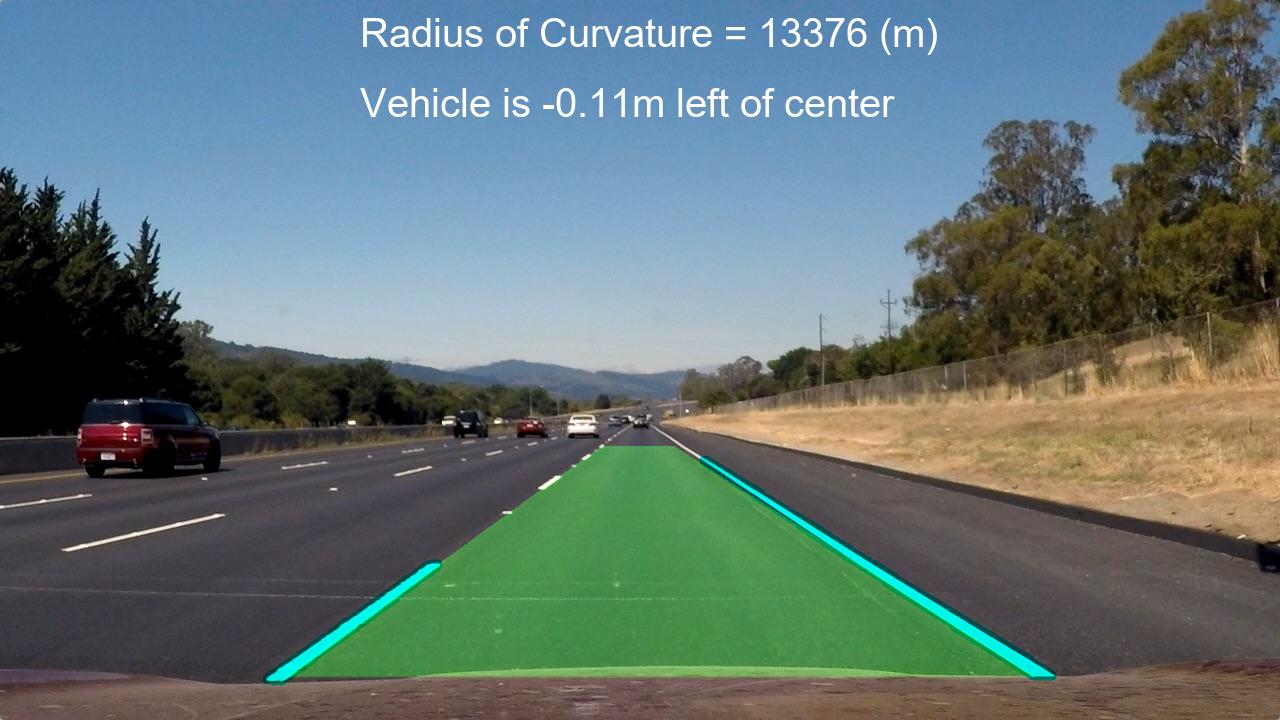 Radius of Curvature = 13376 (m)
Vehicle is -0.11m left of center